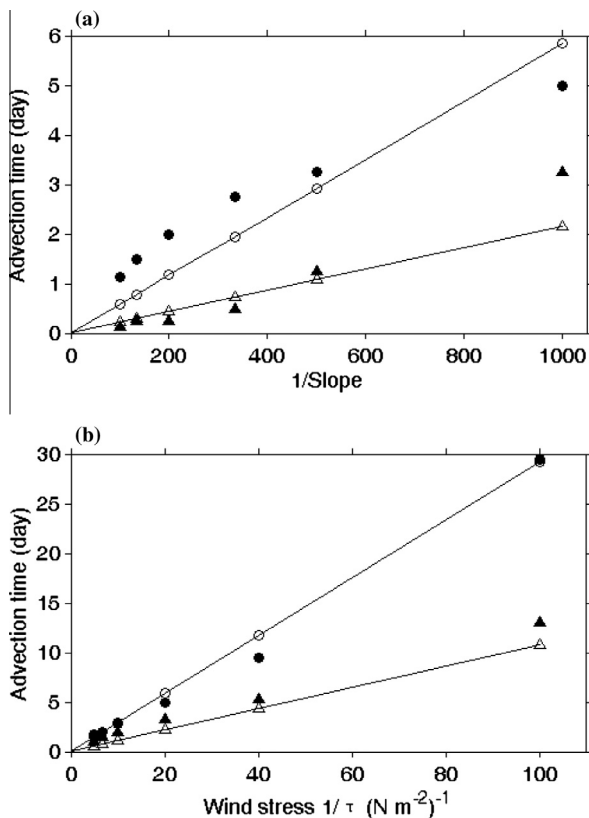 (a)
6
5
4
3
2
1
0
Advection time (day)
0 200 400 600 800 1000
1/Slope
(b)
30
25
20
15
10
5
0
Advection time (day)
0 20 40 60 80 100
Wind stress 1/ τ (N m⁻²)⁻¹